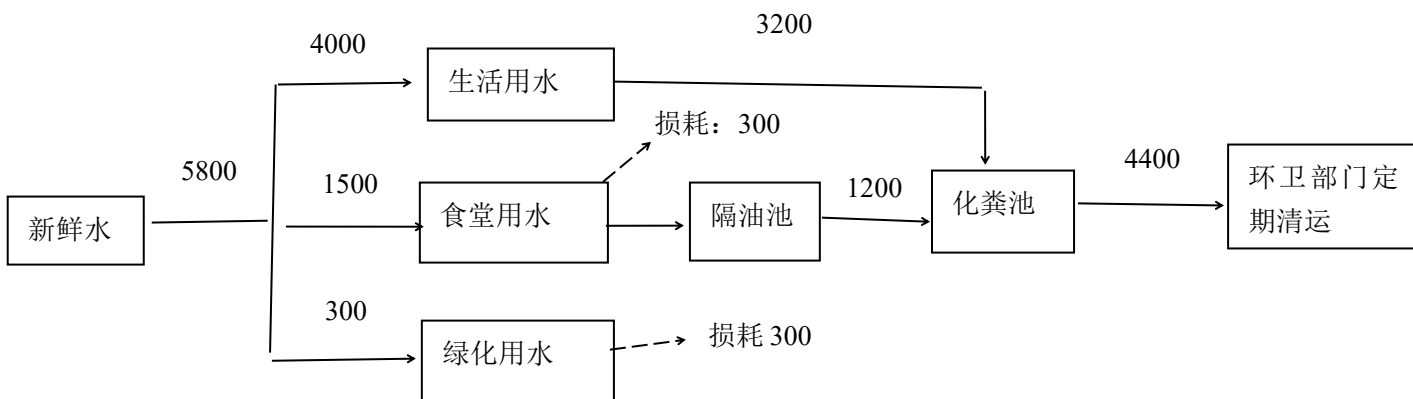 4000
3200
生活用水
损耗：300
5800
1500
1200
4400
新鲜水
食堂用水
隔油池
化粪池
环卫部门定
期清运
300
绿化用水
损耗 300